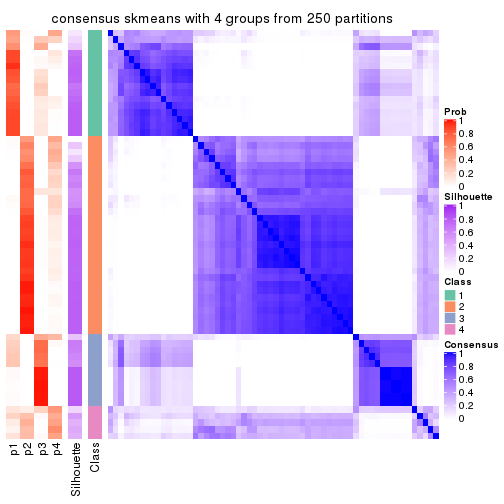 consensus skmeans with 4 groups from 250 partitions
Prob
1
0.8
0.6
0.4
0.2
0
Silhouette
1
0.8
0.6
0.4
0.2
0
Class
1
2
3
4
Consensus
1
0.8
0.6
0.4
0.2
0
p1
p2
p3
p4
Silhouette
Class